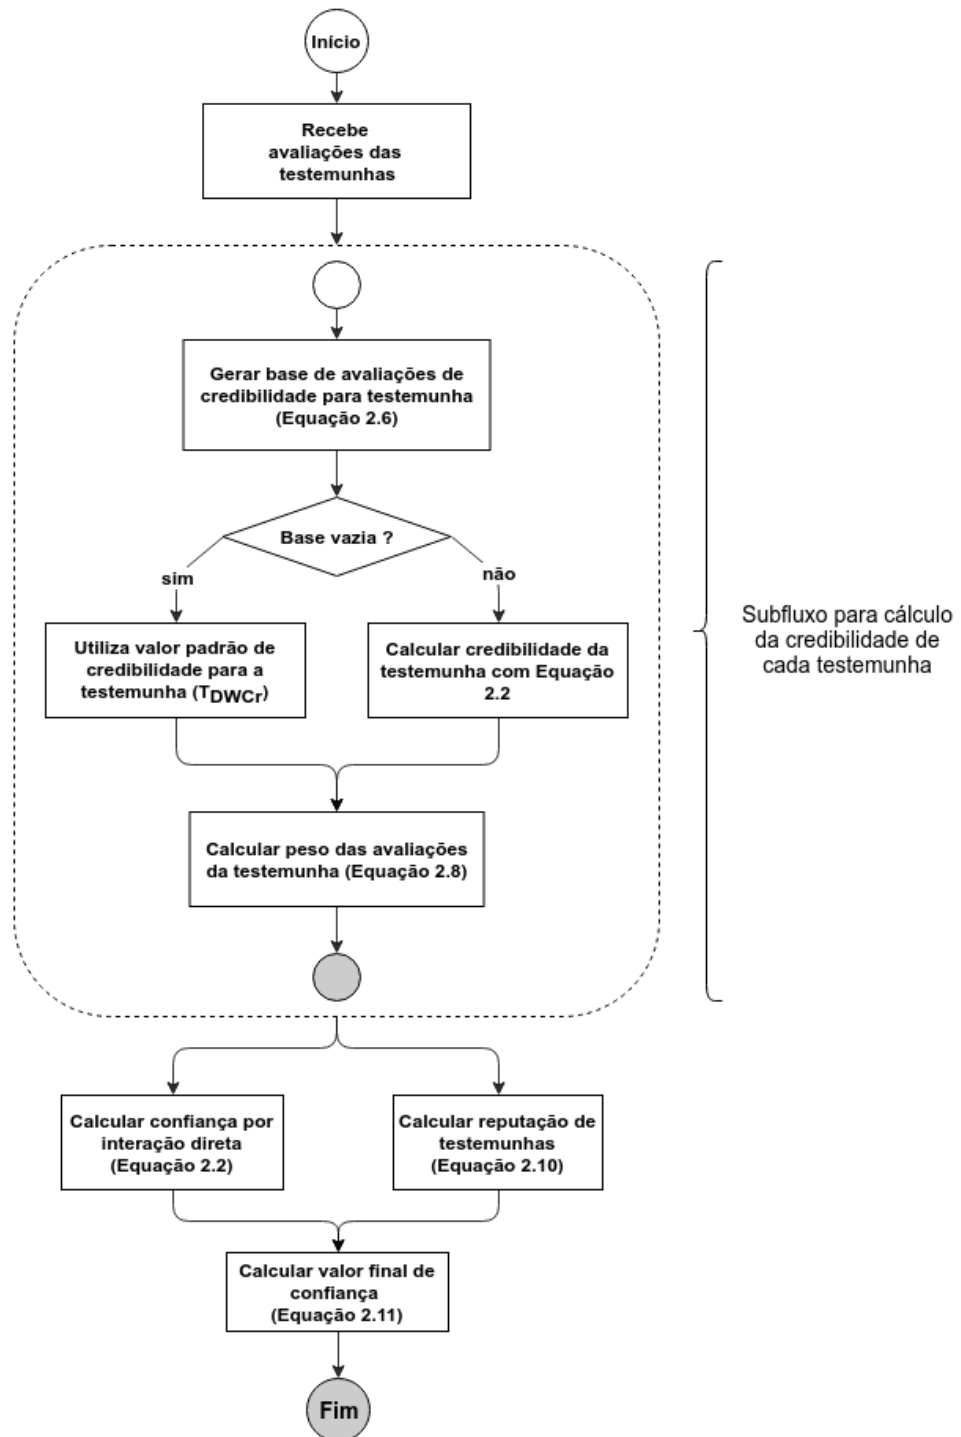 Início
Recebe
avaliações das
testemunhas
Gerar base de avaliações de
credibilidade para testemunha
(Equação 2.6)
Base vazia ?
sim
não
Utiliza valor padrão de
credibilidade para a
testemunha (TDWCr)
Calcular credibilidade da
testemunha com Equação
2.2
Calcular peso das avaliações
da testemunha (Equação 2.8)
Subfluxo para cálculo
da credibilidade de
cada testemunha
Calcular confiança por
interação direta
(Equação 2.2)
Calcular reputação de
testemunhas
(Equação 2.10)
Calcular valor final de
confiança
(Equação 2.11)
Fim